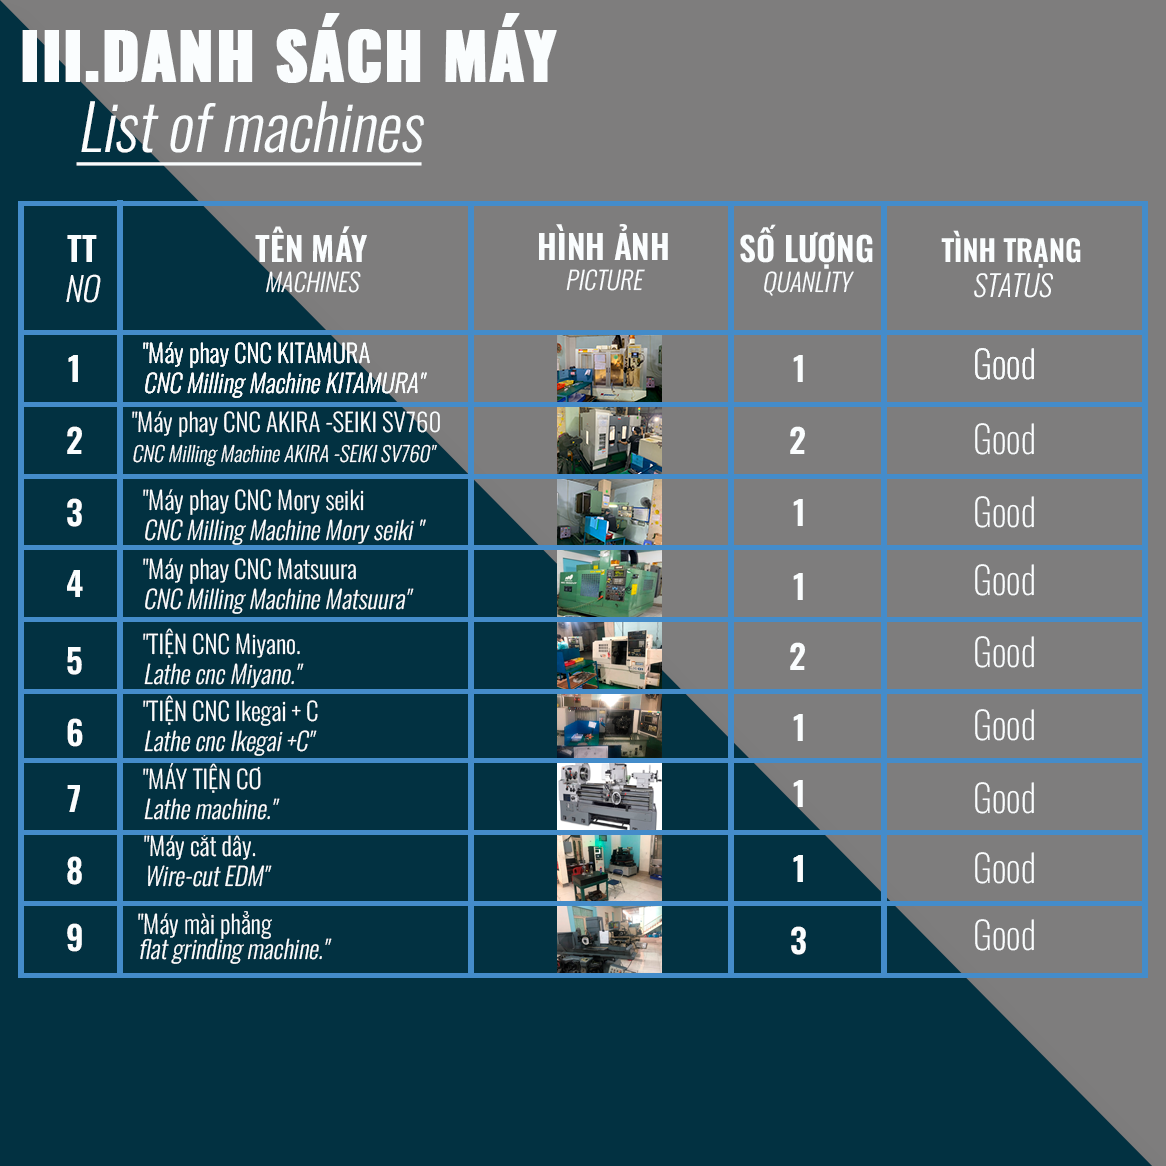 III.DANH SÁCH MÁY
List of machines
TT
NO
TÊN MÁY
MACHINES
HÌNH ẢNH
PICTURE
SỐ LƯỢNG
QUANLITY
TÌNH TRẠNG
STATUS
1
"Máy phay CNC KITAMURA
CNC Milling Machine KITAMURA"
1
Good
2
"Máy phay CNC AKIRA -SEIKI SV760
CNC Milling Machine AKIRA -SEIKI SV760"
2
Good
3
"Máy phay CNC Mory seiki
CNC Milling Machine Mory seiki "
1
Good
4
"Máy phay CNC Matsuura
CNC Milling Machine Matsuura"
1
Good
5
"TIỆN CNC Miyano.
Lathe cnc Miyano."
2
Good
6
"TIỆN CNC Ikegai + C
Lathe cnc Ikegai +C"
1
Good
7
"MÁY TIỆN CƠ
Lathe machine."
1
Good
8
"Máy cắt dây.
Wire-cut EDM"
1
Good
9
"Máy mài phẳng
flat grinding machine."
3
Good